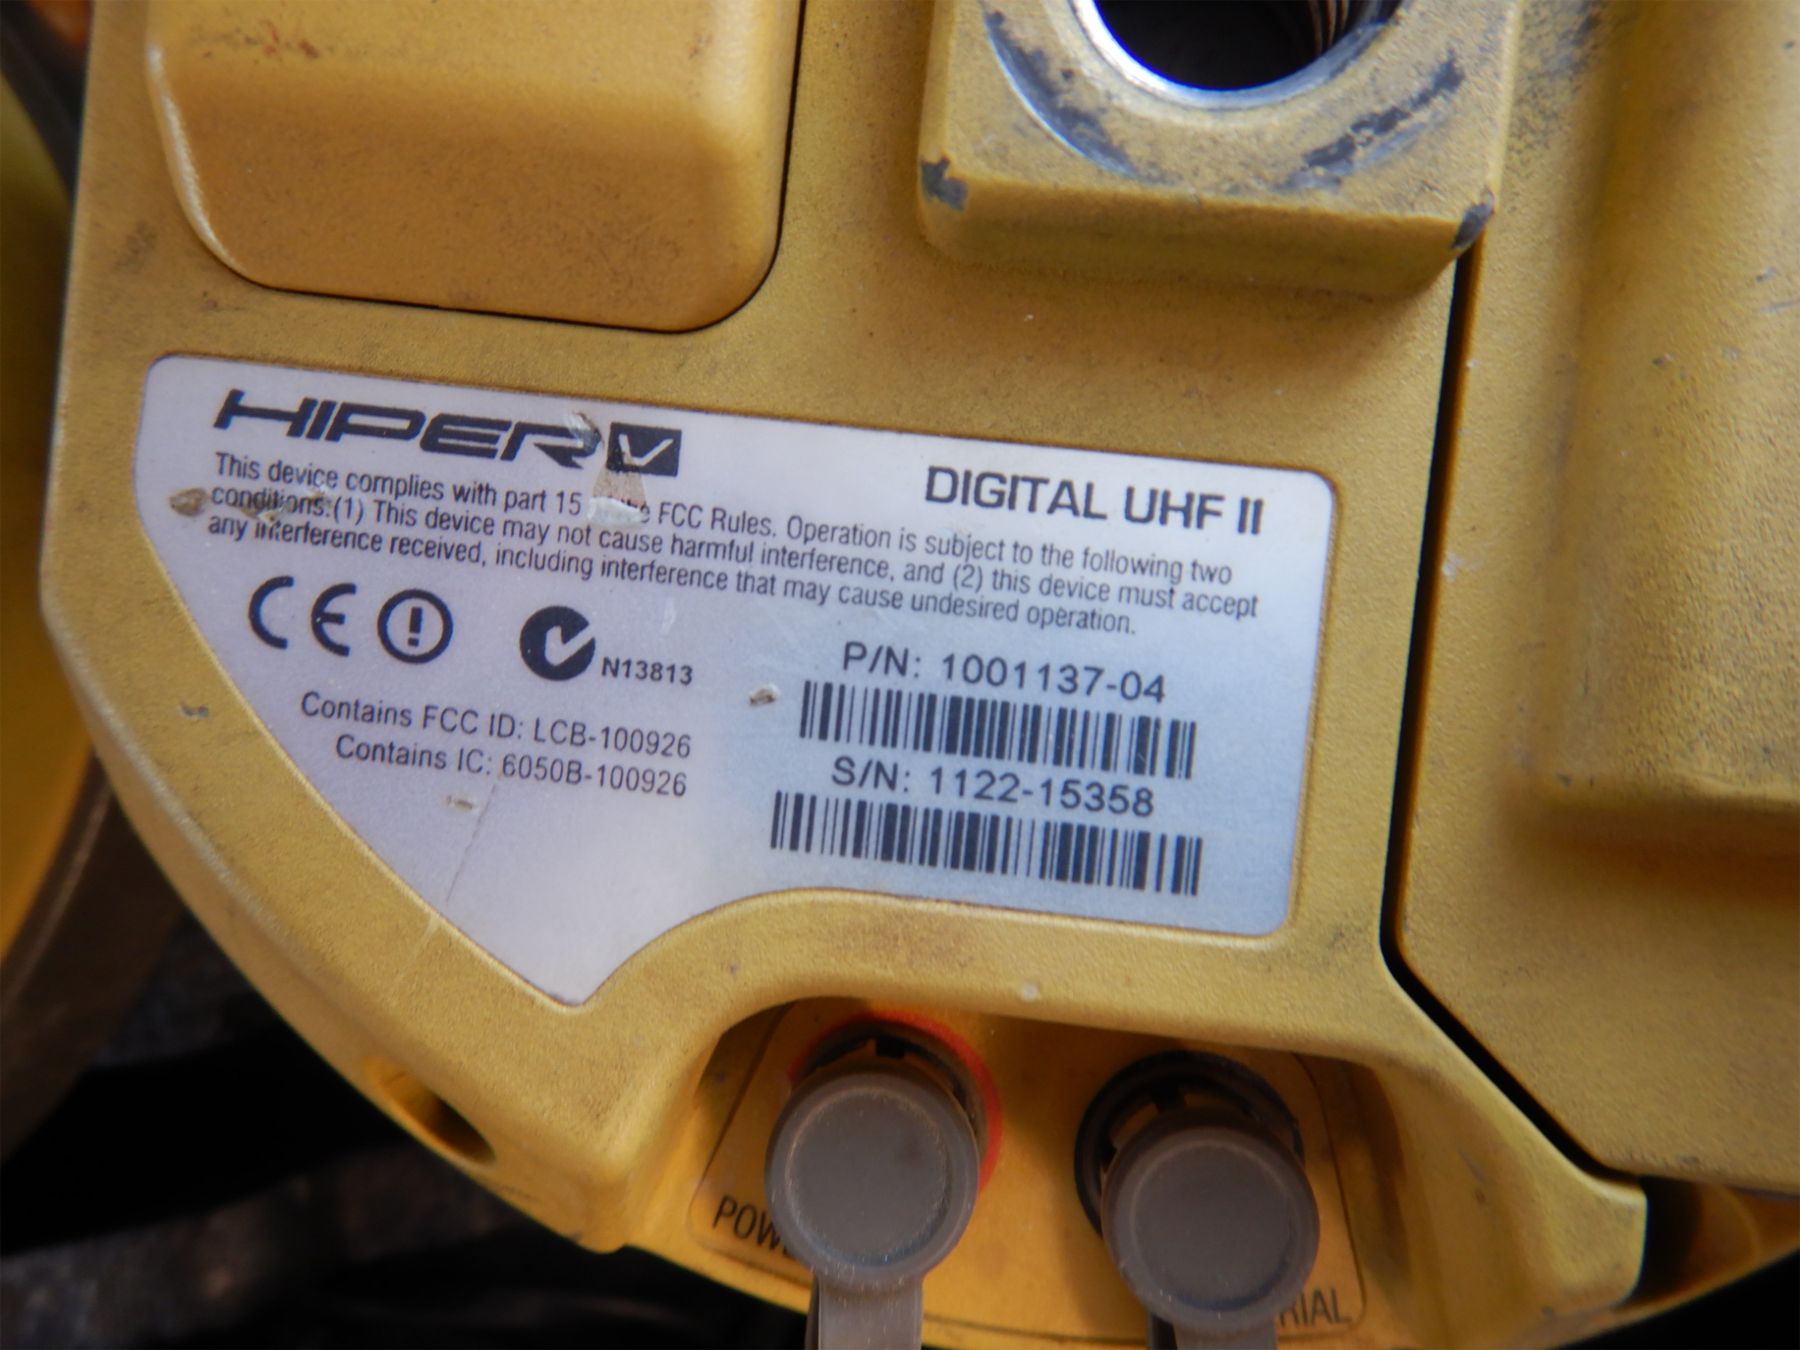 HIPER V
DIGITAL UHF II
This device complies with part 15 FCC Rules. Operation is subject to the following two
conditions:(1) This device may not cause harmful interference, and (2) this device must accept
any interference received, including interference that may cause undesired operation.
CE
N13813
P/N: 1001137-04
Contains FCC ID: LCB-100926
Contains IC: 6050B-100926
S/N: 1122-15358